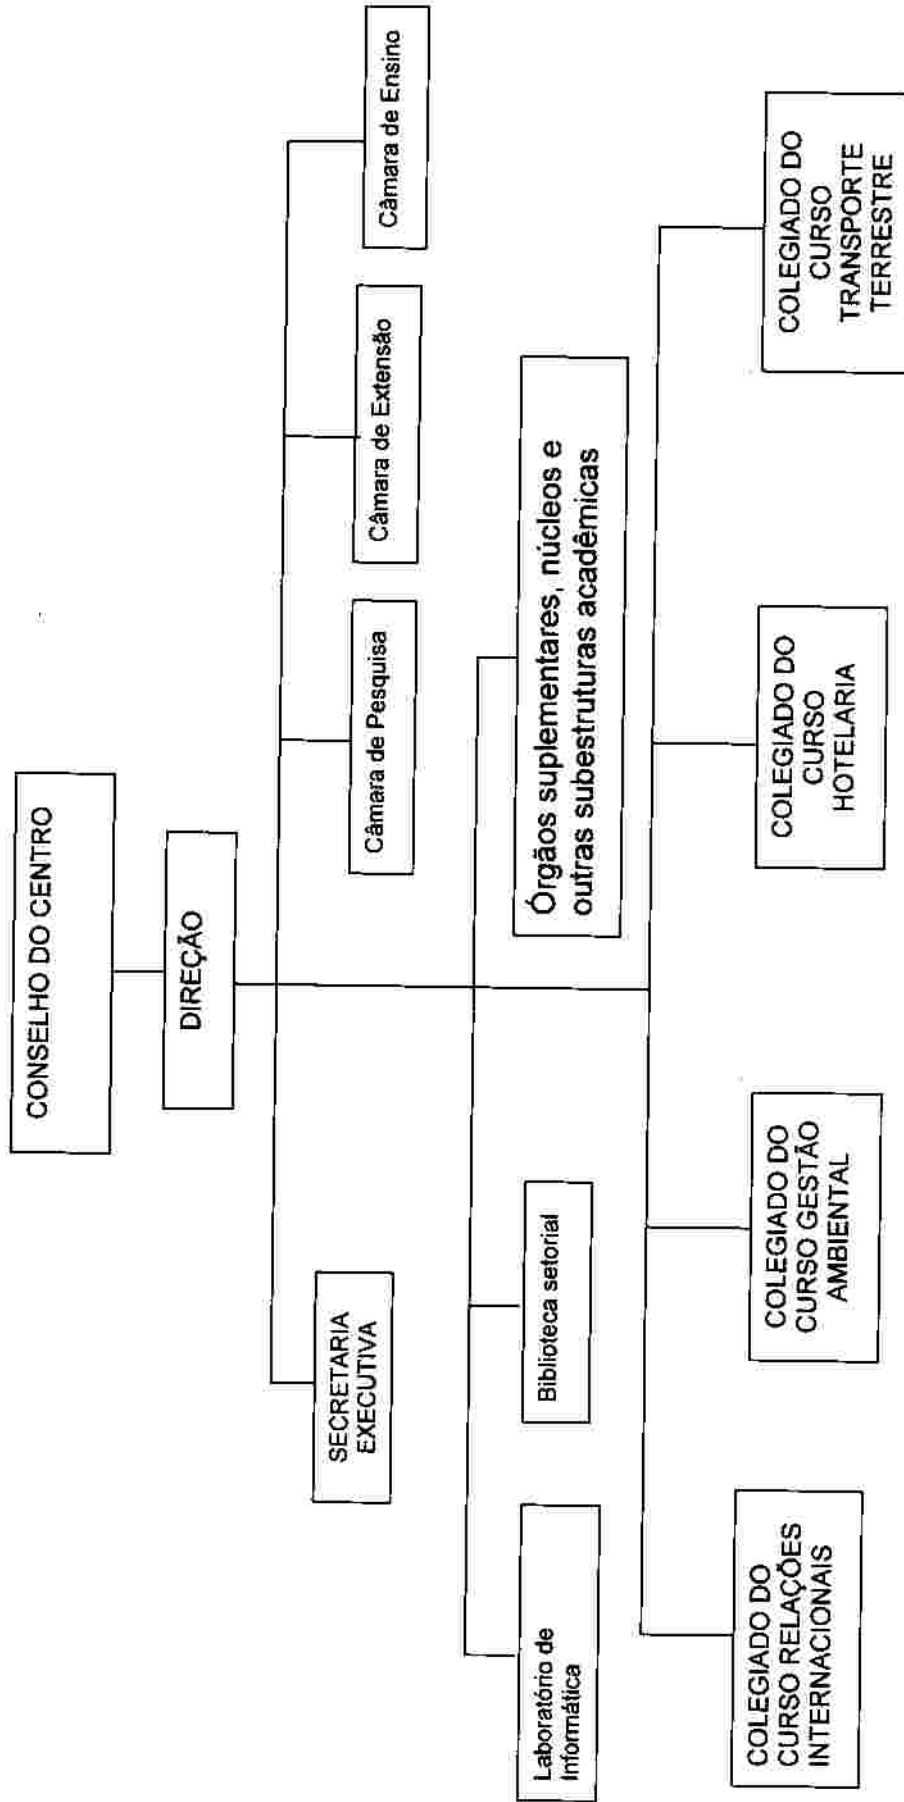 CONSELHO DO CENTRO
DIREÇÃO
SECRETARIA
EXECUTIVA
Câmara de Pesquisa
Câmara de Extensão
Câmara de Ensino
Laboratório de
Informática
Biblioteca setorial
Órgãos suplementares, núcleos e
outras subestruturas acadêmicas
COLEGIADO DO
CURSO RELAÇÕES
INTERNACIONAIS
COLEGIADO DO
CURSO GESTÃO
AMBIENTAL
COLEGIADO DO
CURSO
HOTELARIA
COLEGIADO DO
CURSO
TRANSPORTE
TERRESTRE